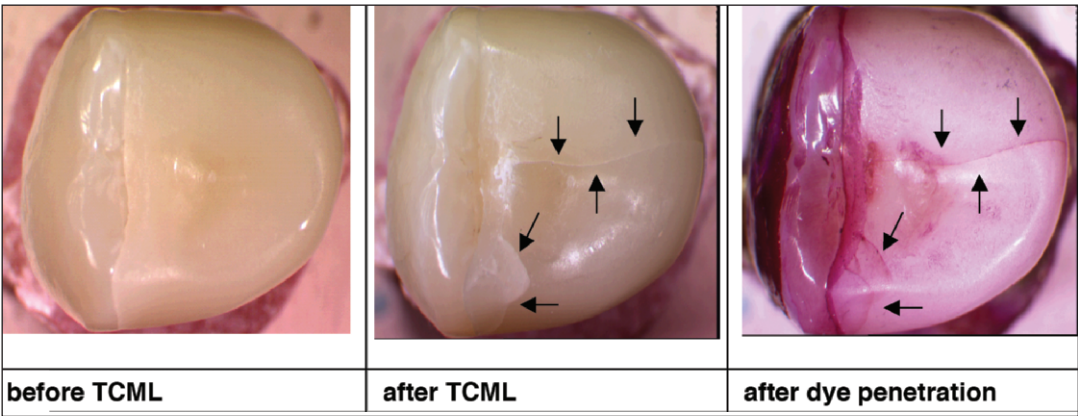 before TCML
after TCML
after dye penetration